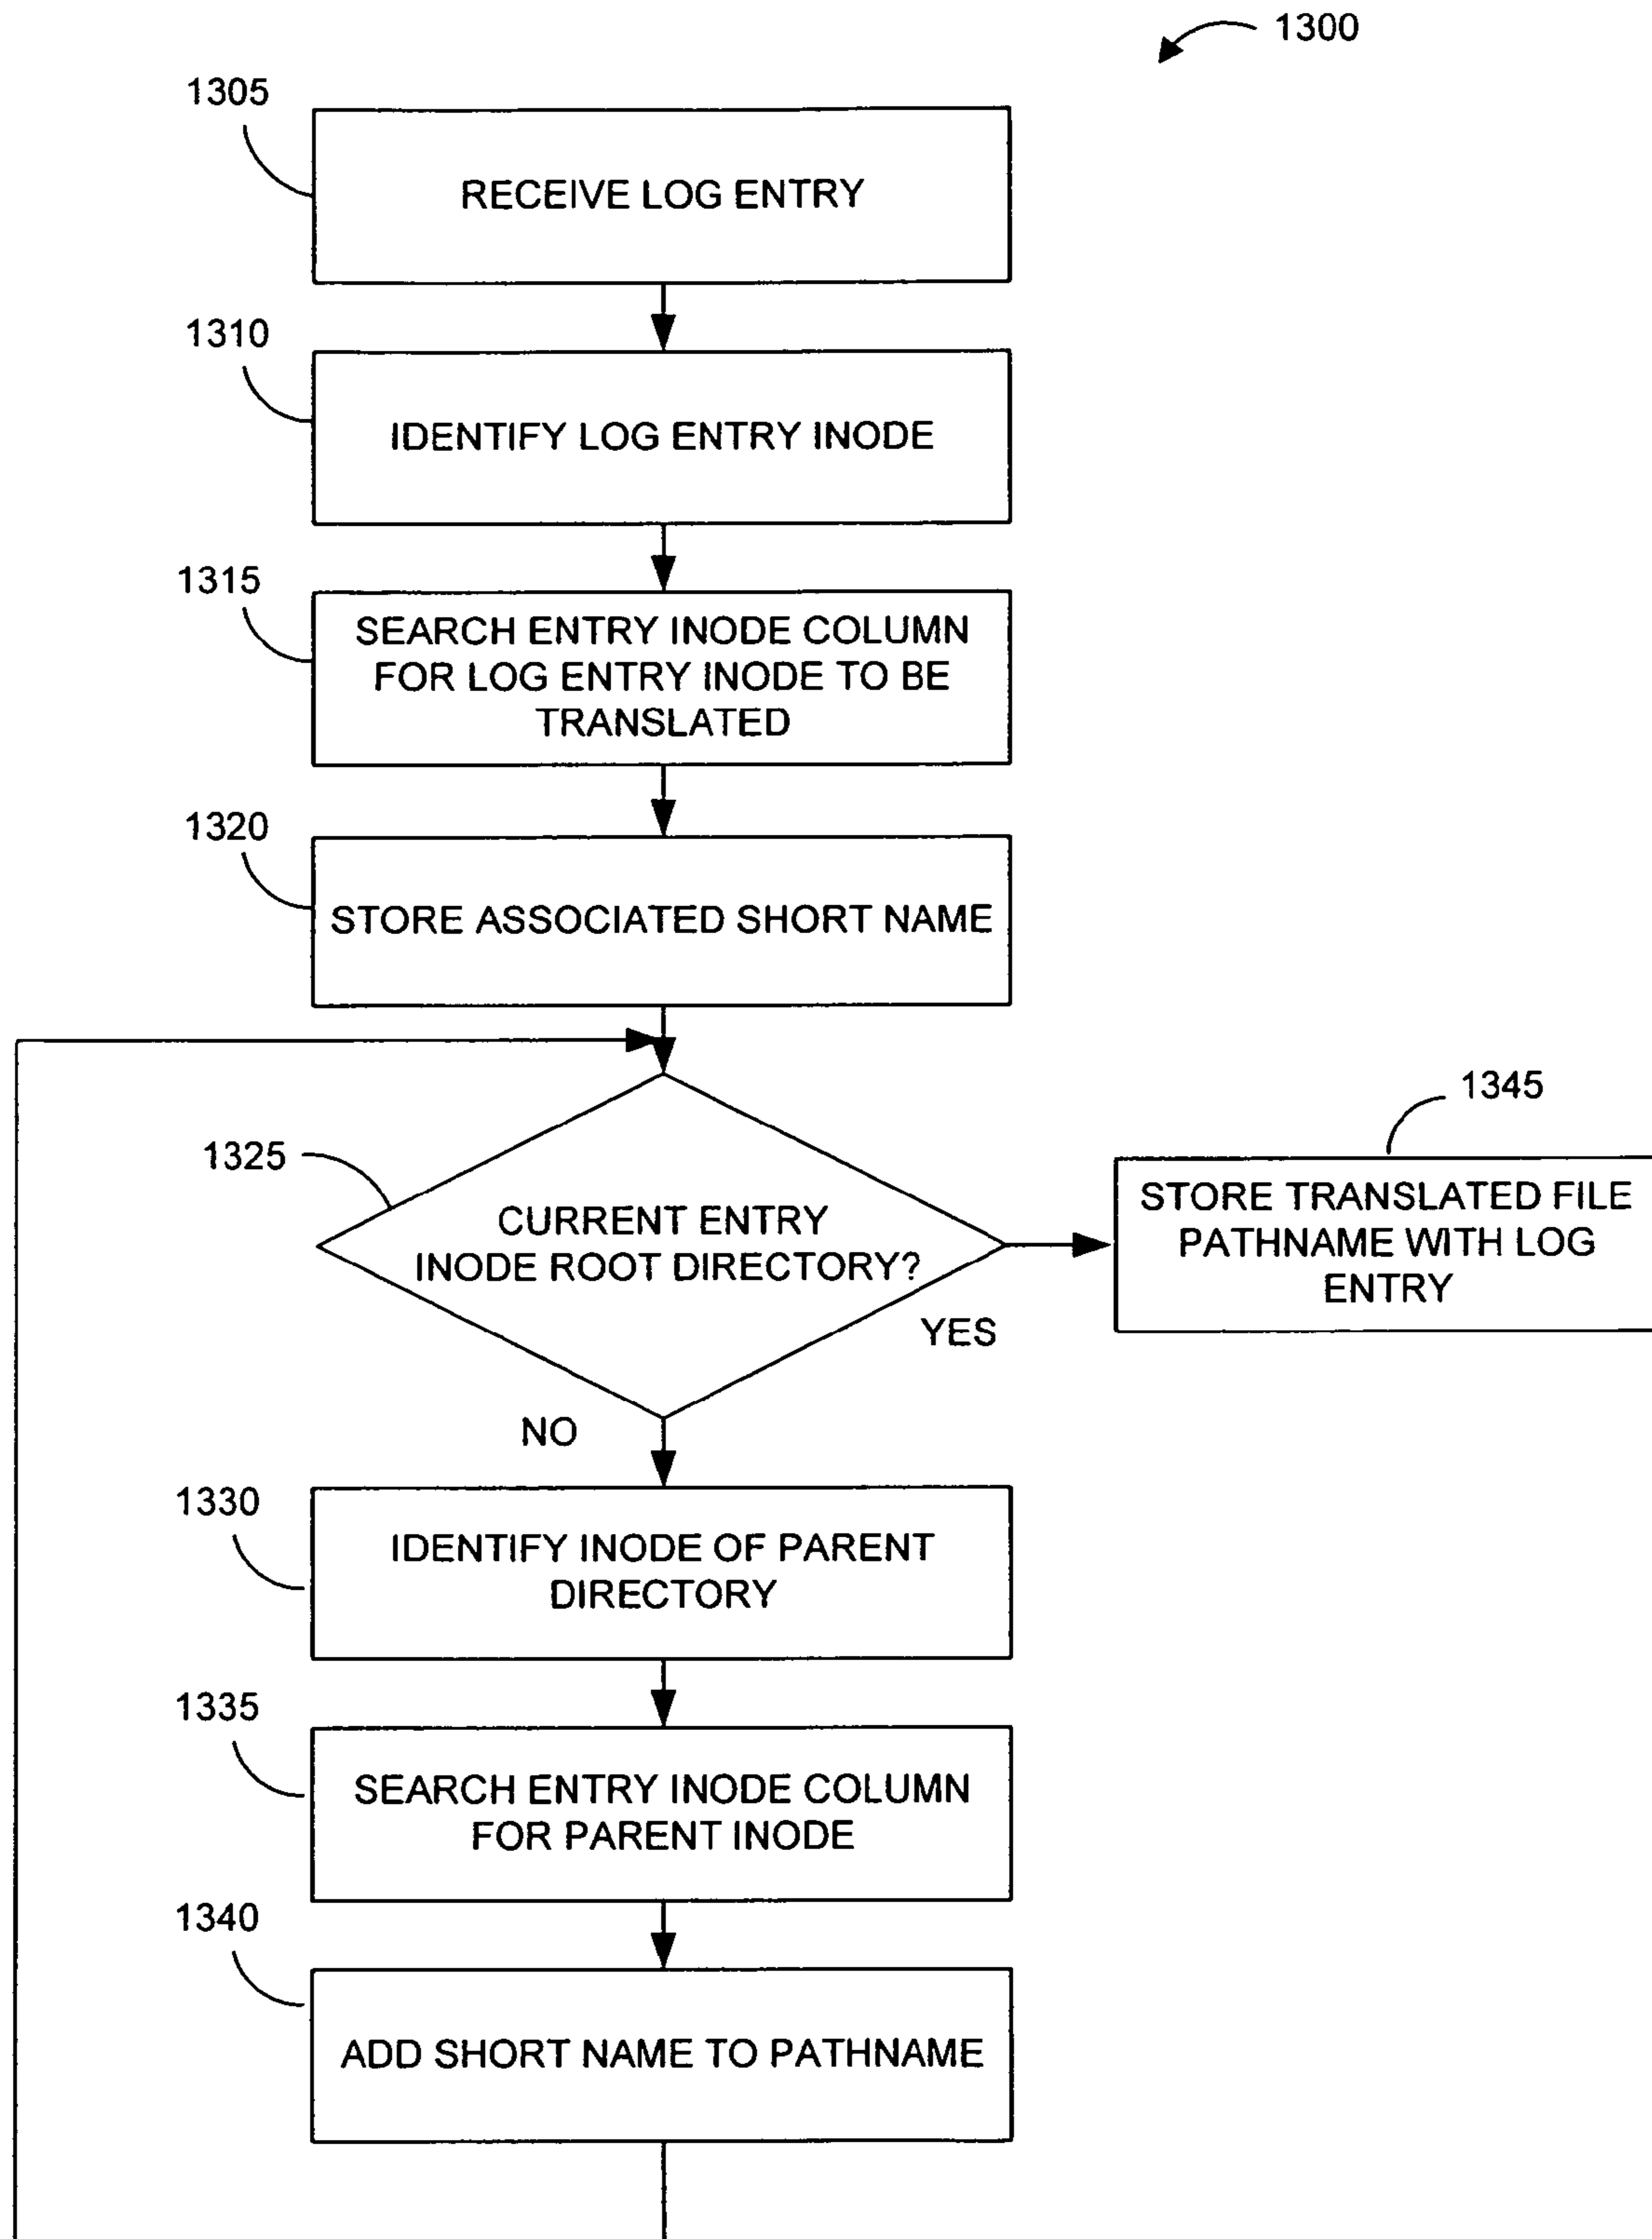 1300
1305
RECEIVE LOG ENTRY
1310
IDENTIFY LOG ENTRY INODE
1315
SEARCH ENTRY INODE COLUMN
FOR LOG ENTRY INODE TO BE
TRANSLATED
1320
STORE ASSOCIATED SHORT NAME
1325
CURRENT ENTRY
INODE ROOT DIRECTORY?
YES
1345
STORE TRANSLATED FILE
PATHNAME WITH LOG
ENTRY
NO
1330
IDENTIFY INODE OF PARENT
DIRECTORY
1335
SEARCH ENTRY INODE COLUMN
FOR PARENT INODE
1340
ADD SHORT NAME TO PATHNAME